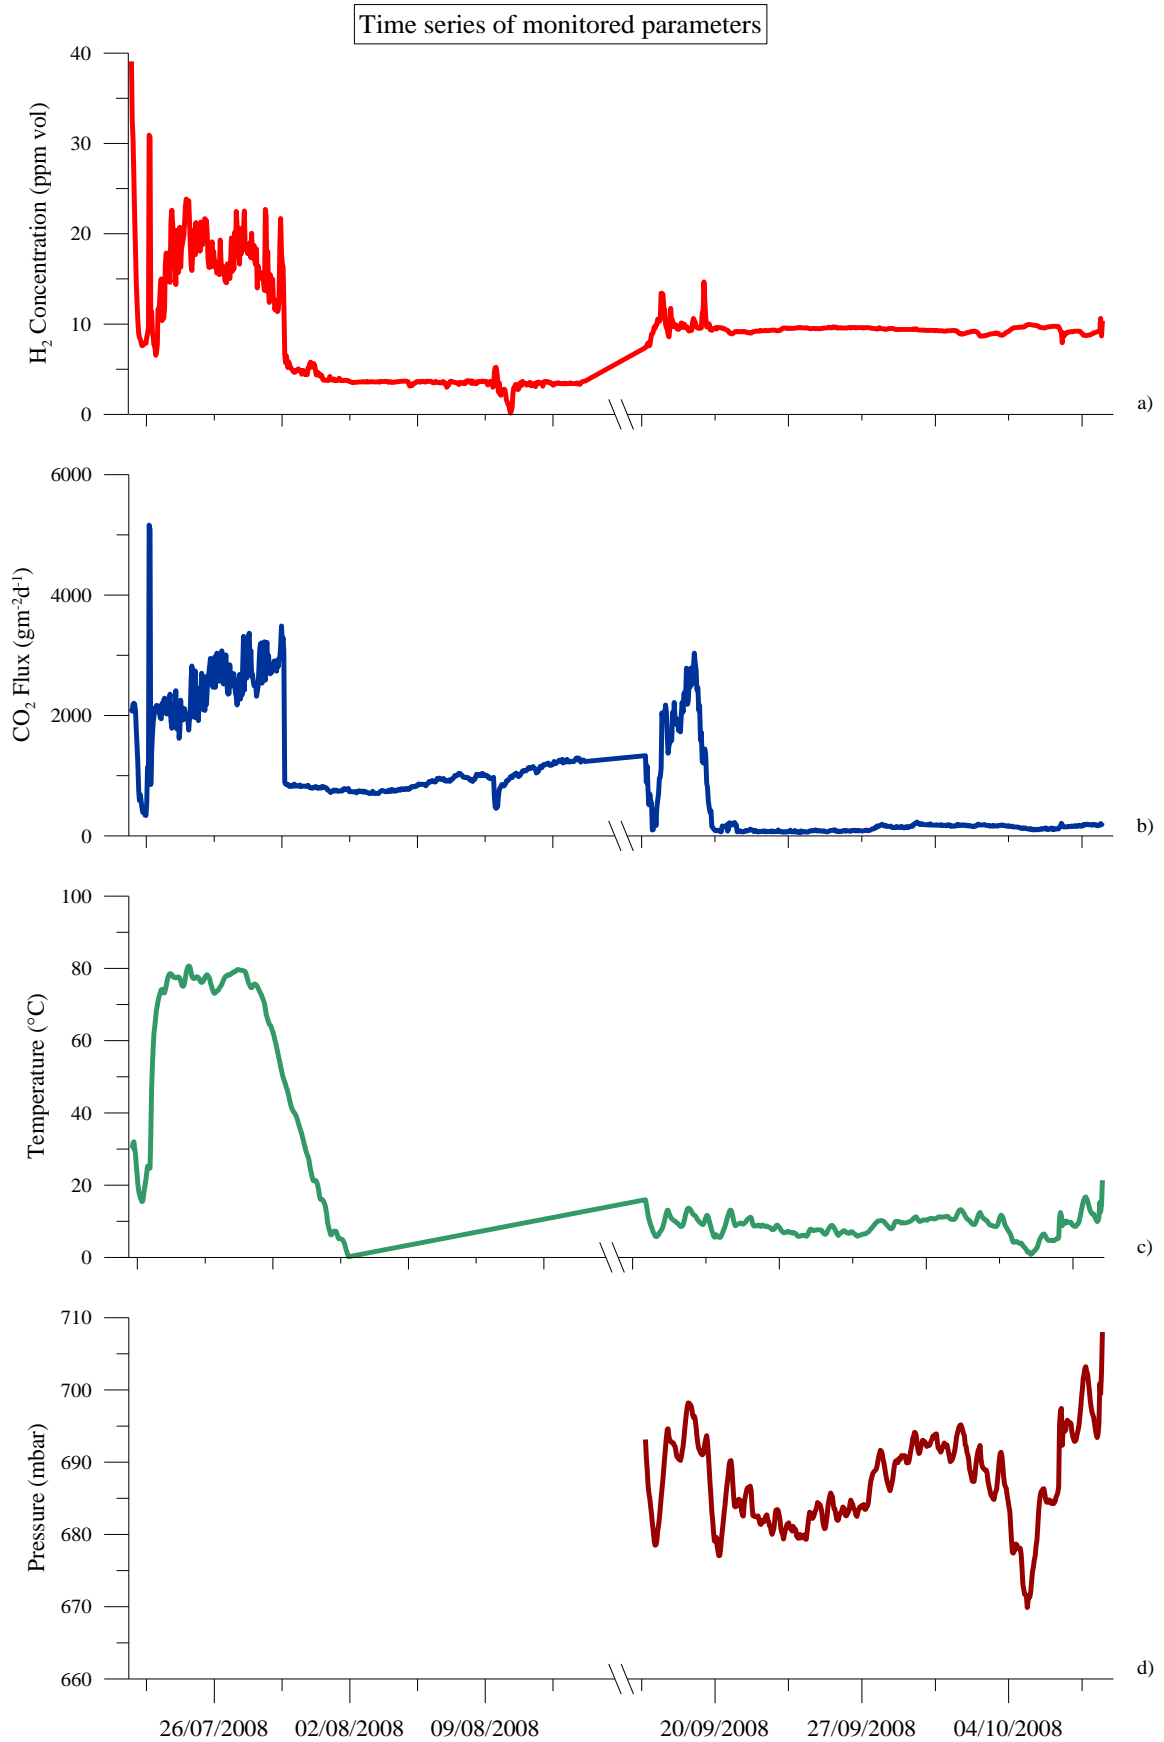 Time series of monitored parameters
H₂ Concentration (ppm vol)
40
30
20
10
0
a)
CO₂ Flux (gm⁻²d⁻¹)
6000
4000
2000
0
b)
Temperature (°C)
100
80
60
40
20
0
c)
Pressure (mbar)
710
700
690
680
670
660
d)
26/07/2008 02/08/2008 09/08/2008 20/09/2008 27/09/2008 04/10/2008